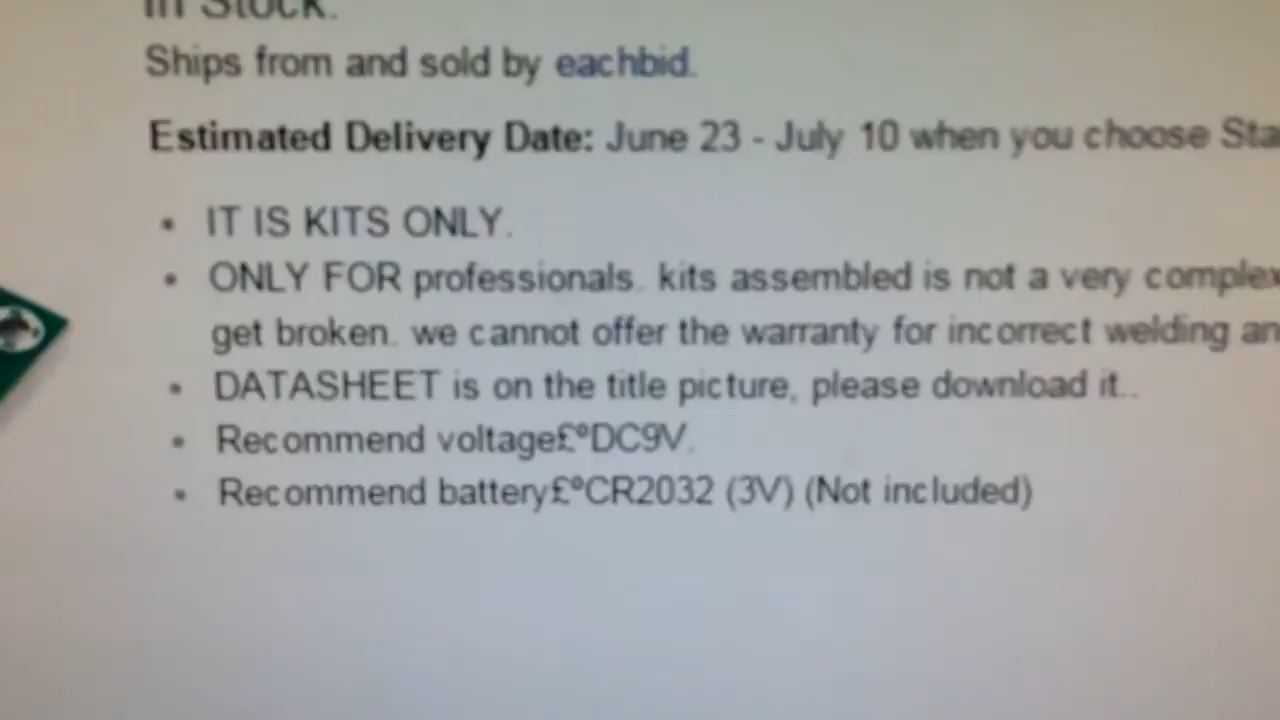 In Stock.
Ships from and sold by eachbid.
Estimated Delivery Date: June 23 - July 10 when you choose
• IT IS KITS ONLY.
• ONLY FOR professionals. kits assembled is not a very
get broken. we cannot offer the warranty for incorrect welding
• DATASHEET is on the title picture, please download it..
• Recommend voltage£ºDC9V.
• Recommend battery£ºCR2032 (3V) (Not included)